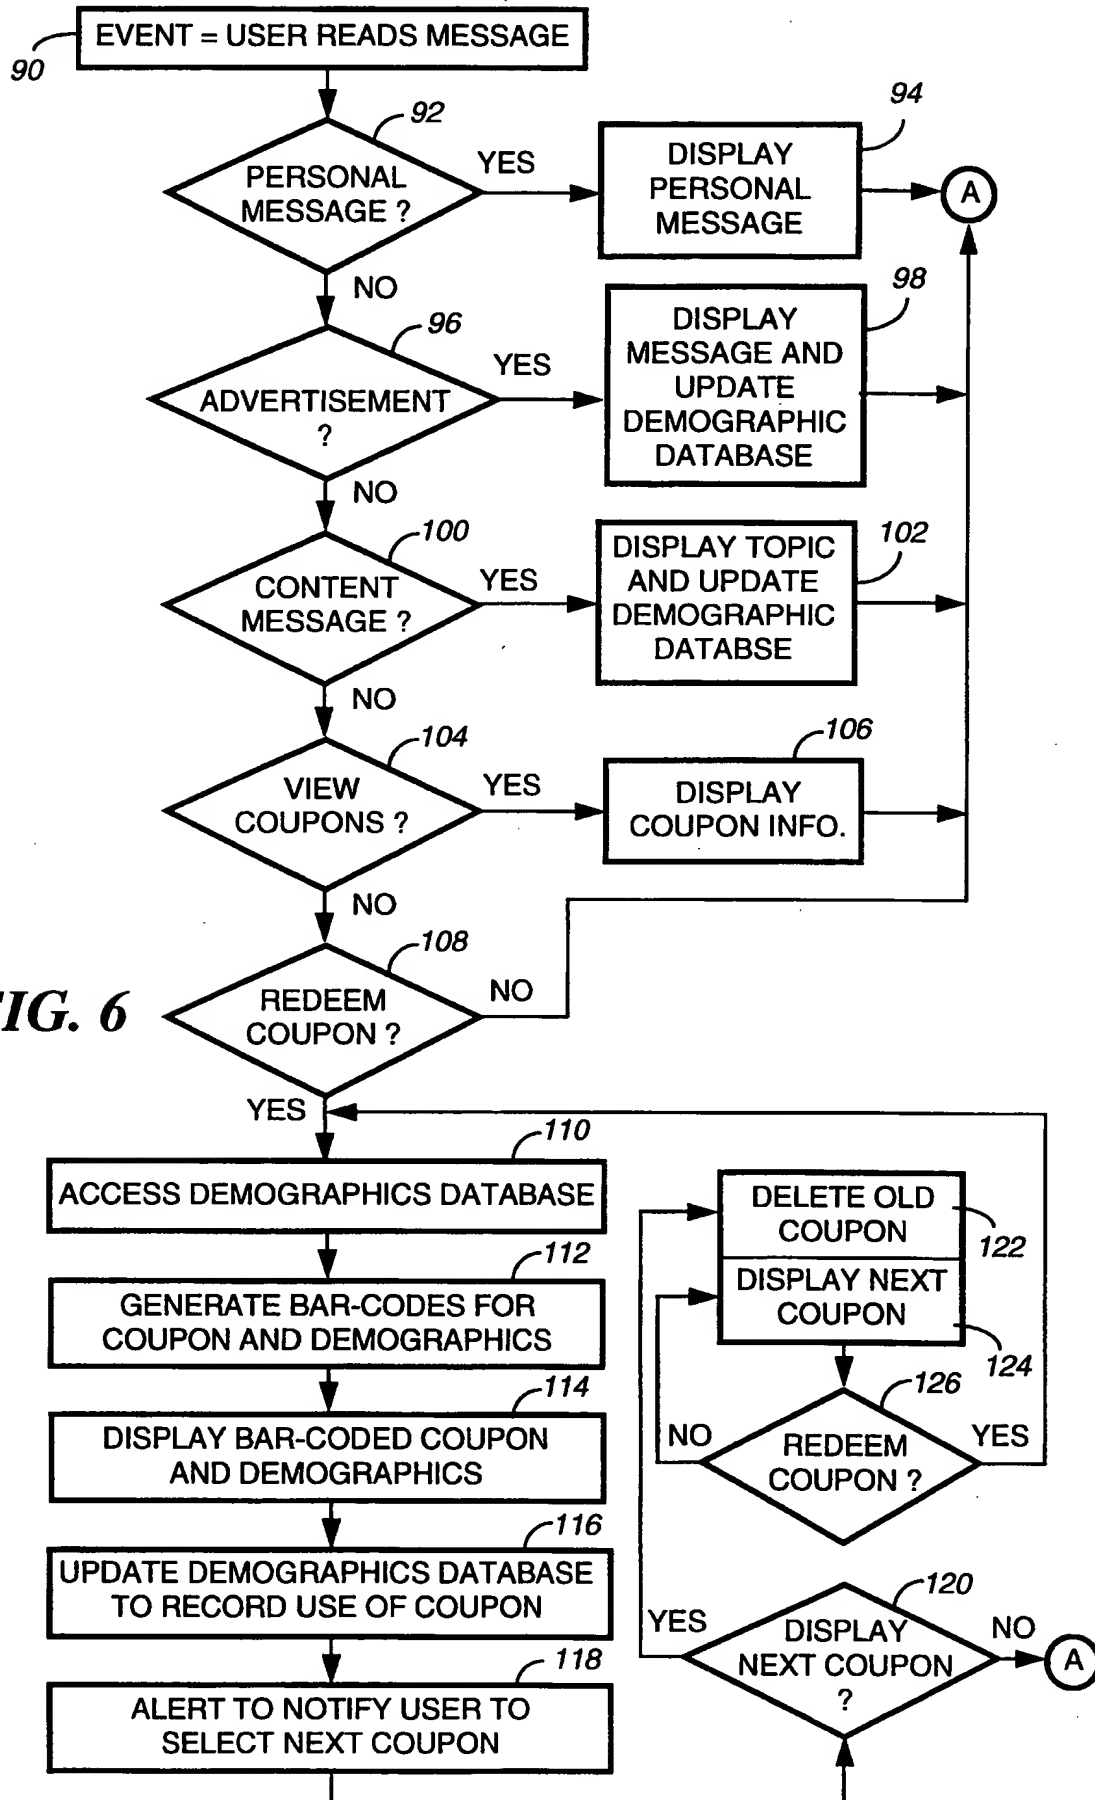 EVENT = USER READS MESSAGE
90
92
PERSONAL
MESSAGE ?
YES
94
DISPLAY
PERSONAL
MESSAGE
A
NO
96
ADVERTISEMENT
?
YES
98
DISPLAY
MESSAGE AND
UPDATE
DEMOGRAPHIC
DATABASE
NO
100
CONTENT
MESSAGE ?
YES
102
DISPLAY TOPIC
AND UPDATE
DEMOGRAPHIC
DATABSE
NO
104
VIEW
COUPONS ?
YES
106
DISPLAY
COUPON INFO.
NO
108
REDEEM
COUPON ?
NO
FIG. 6
YES
110
ACCESS DEMOGRAPHICS DATABASE
112
GENERATE BAR-CODES FOR
COUPON AND DEMOGRAPHICS
114
DISPLAY BAR-CODED COUPON
AND DEMOGRAPHICS
116
UPDATE DEMOGRAPHICS DATABASE
TO RECORD USE OF COUPON
118
ALERT TO NOTIFY USER TO
SELECT NEXT COUPON
DELETE OLD
COUPON
122
DISPLAY NEXT
COUPON
124
126
REDEEM
COUPON ?
NO
YES
120
DISPLAY
NEXT COUPON
?
YES
NO
A